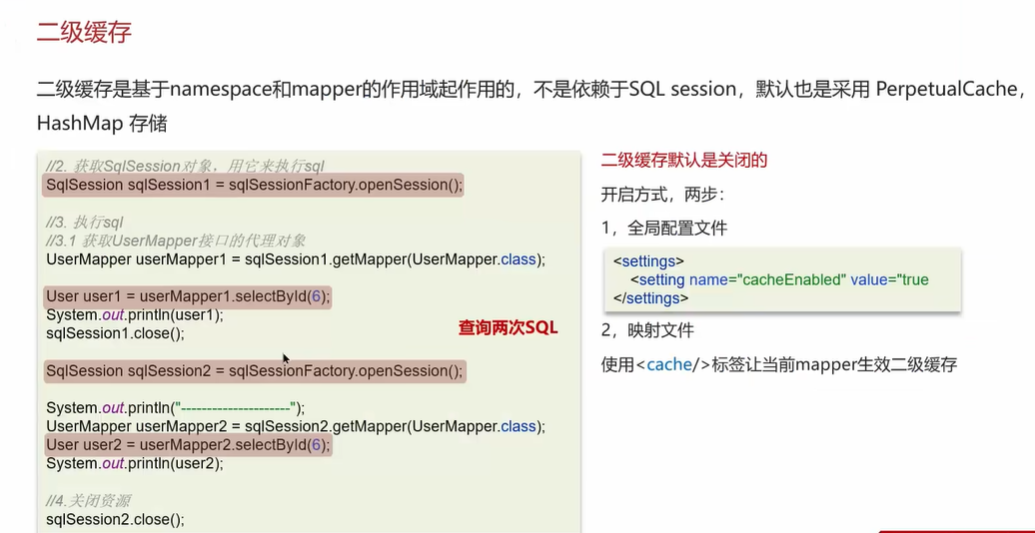 二级缓存
二级缓存是基于namespace和mapper的作用域起作用的，不是依赖于SQL session，默认也是采用 PerpetualCache，
HashMap 存储
//2. 获取SqlSession对象，用它来执行sql
SqlSession sqlSession1 = sqlSessionFactory.openSession();
//3. 执行sql
//3.1 获取UserMapper接口的代理对象
UserMapper userMapper1 = sqlSession1.getMapper(UserMapper.class);
User user1 = userMapper1.selectById(6);
System.out.println(user1);
sqlSession1.close();
查询两次SQL
SqlSession sqlSession2 = sqlSessionFactory.openSession();
System.out.println("---------------------");
UserMapper userMapper2 = sqlSession2.getMapper(UserMapper.class);
User user2 = userMapper2.selectById(6);
System.out.println(user2);
//4.关闭资源
sqlSession2.close();
二级缓存默认是关闭的
开启方式，两步：
1，全局配置文件
<settings>
<setting name="cacheEnabled" value="true
</settings>
2，映射文件
使用<cache/>标签让当前mapper生效二级缓存